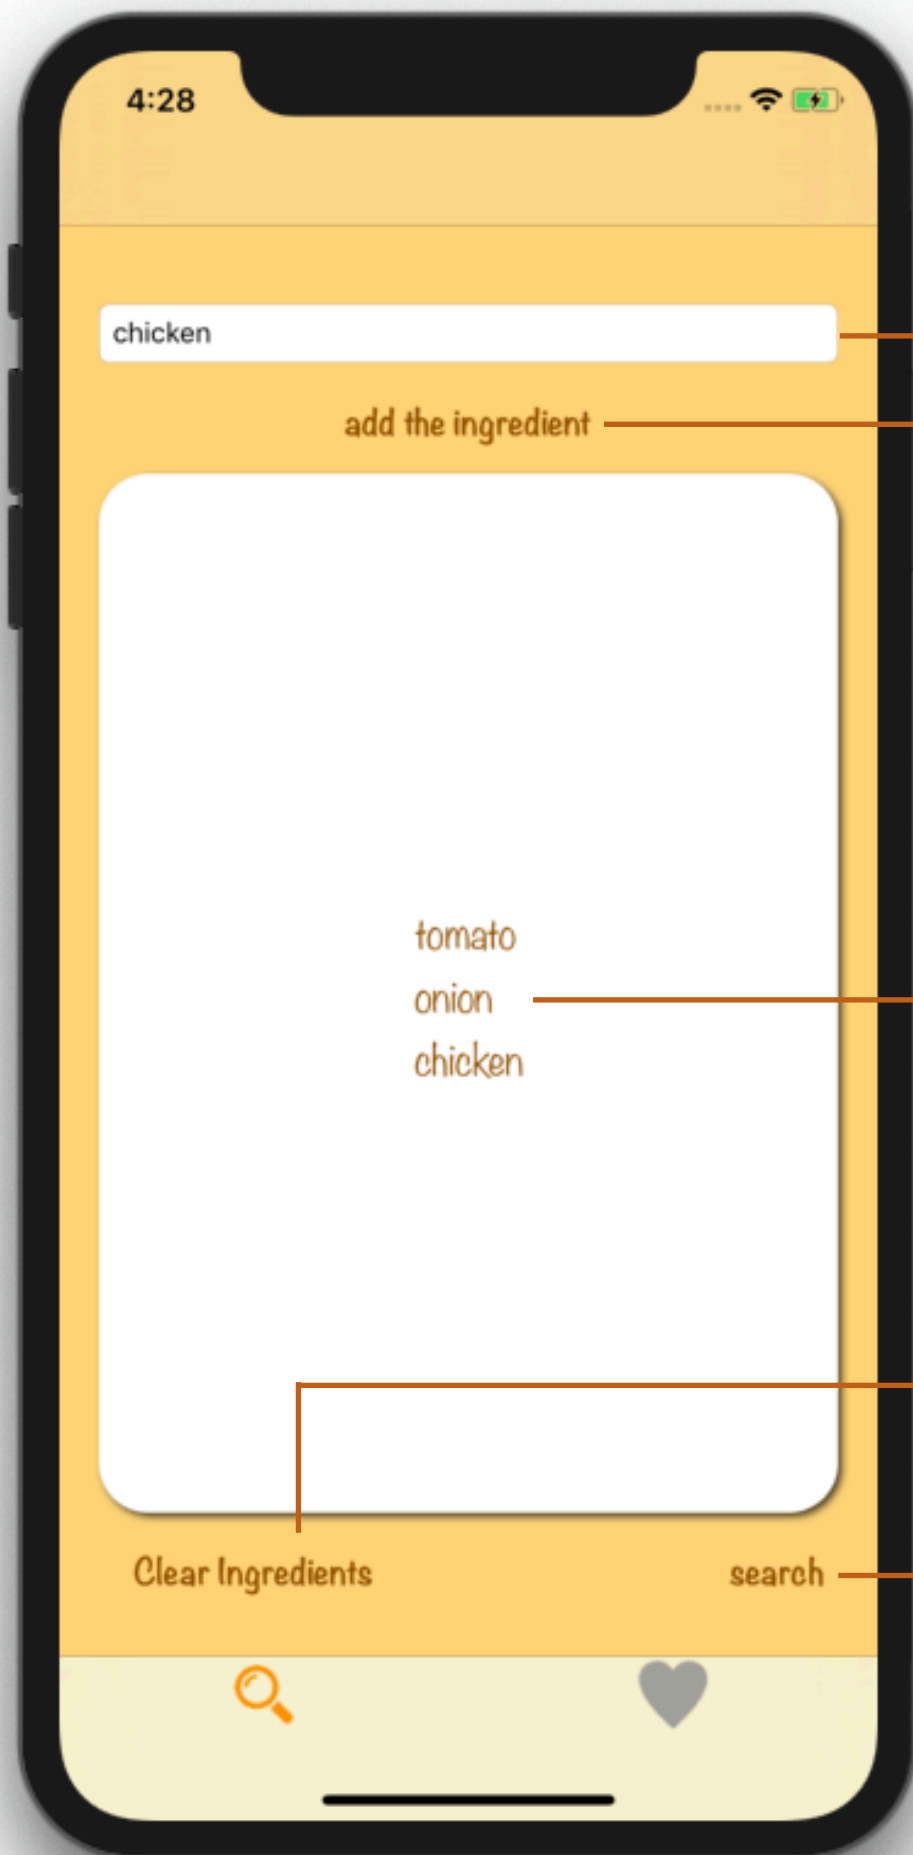 4:28
chicken
add the ingredient
tomato
onion
chicken
Clear Ingredients
search